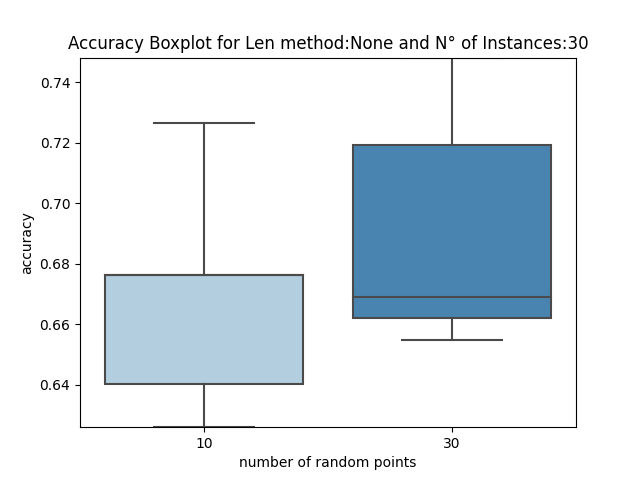 Accuracy Boxplot for Len method:None and N° of Instances:30
0.74
0.72
0.70
0.68
0.66
0.64
accuracy
10 30
number of random points